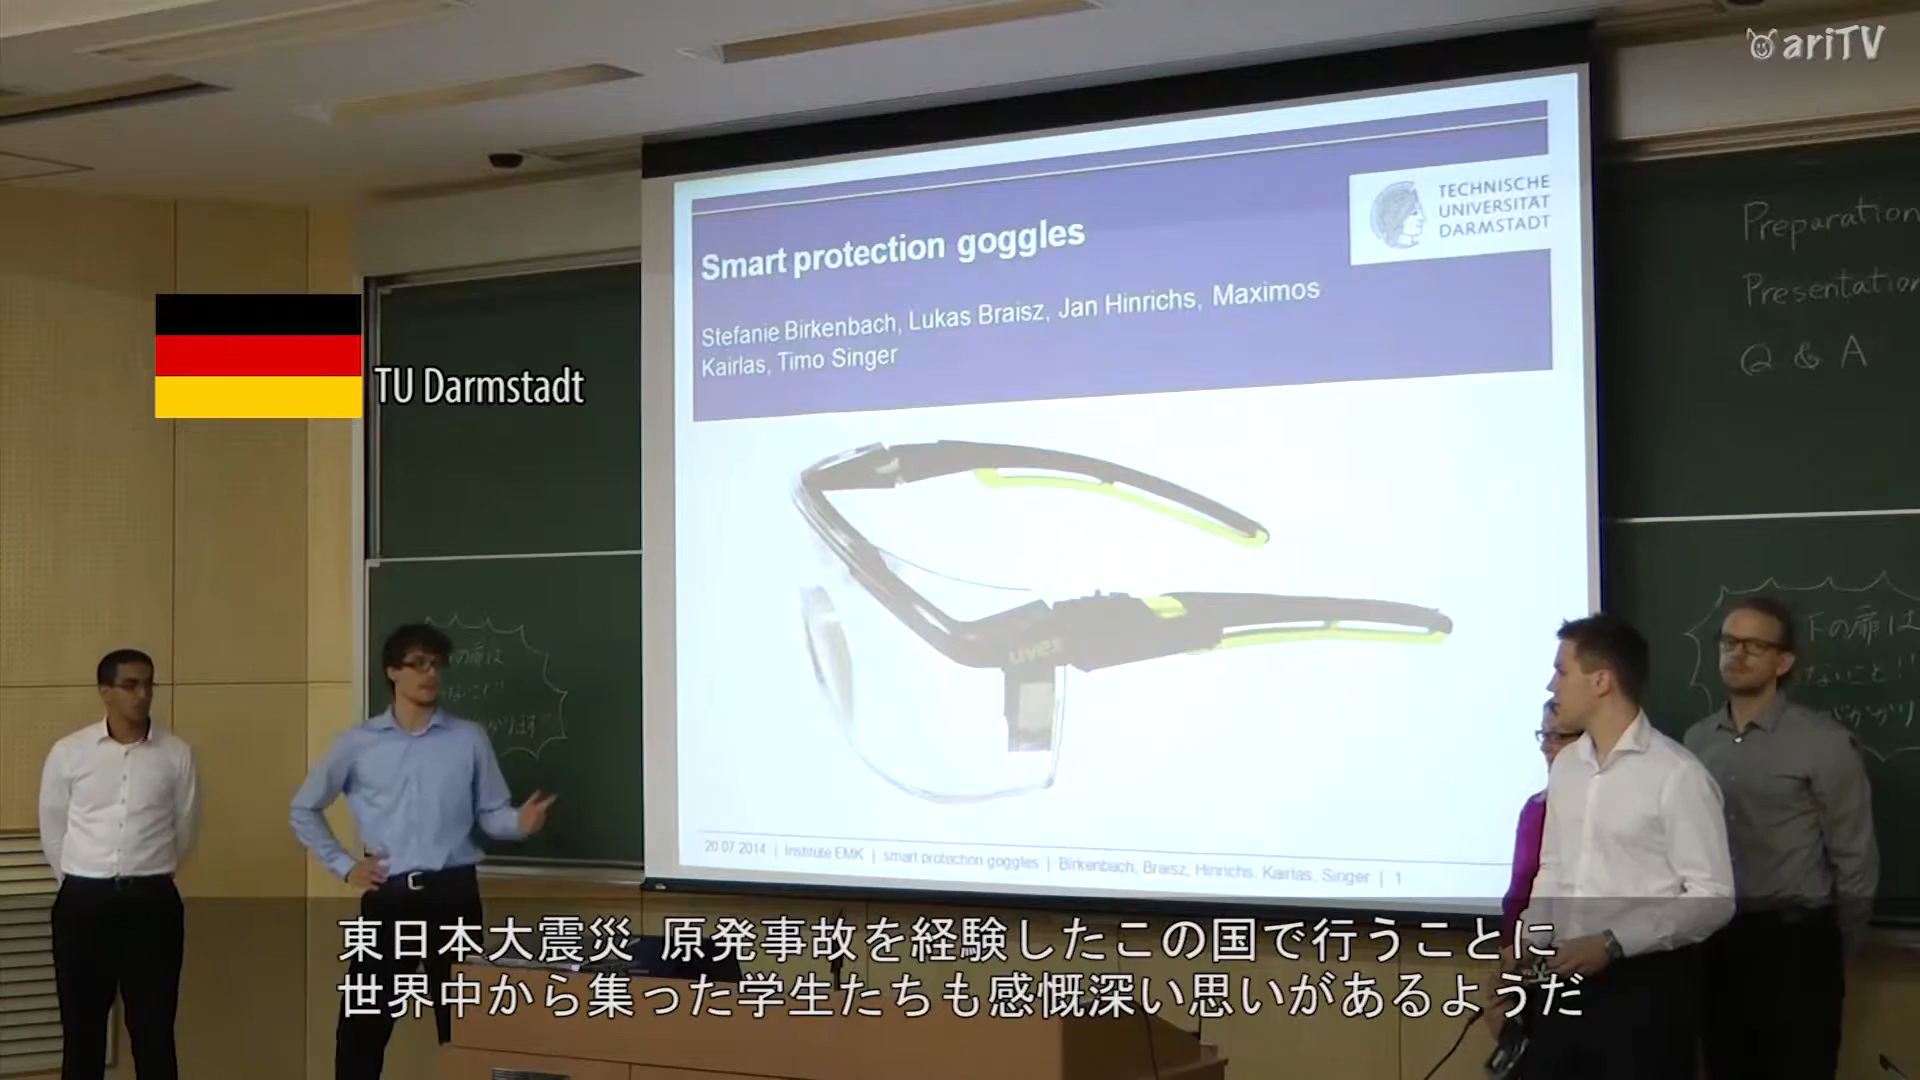 ariTV
TECHNISCHE
UNIVERSITÄT
DARMSTADT
Smart protection goggles
Stefanie Birkenbach, Lukas Braisz, Jan Hinrichs, Maximos
Kairlas, Timo Singer
TU Darmstadt
uvex
Preparation
Presentation
Q & A
下の扉は
20.07.2014 | Institute EMK | smart protection goggles | Birkenbach, Braisz, Hinrichs, Kairlas, Singer | 1
東日本大震災 原発事故を経験したこの国で行うことに
世界中から集った学生たちも感慨深い思いがあるようだ